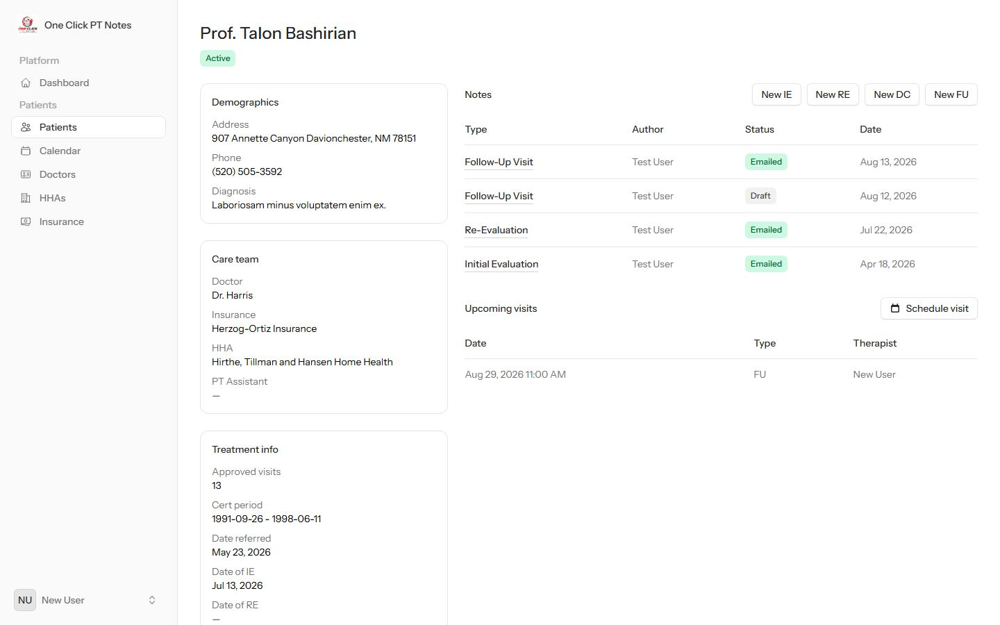 One Click PT Notes
Platform
Dashboard
Patients
Patients
Calendar
Doctors
HHAs
Insurance
NU New User
Prof. Talon Bashirian
Active
Demographics
Address
907 Annette Canyon Davionchester, NM 78151
Phone
(520) 505-3592
Diagnosis
Laboriosam minus voluptatem enim ex.
Care team
Doctor
Dr. Harris
Insurance
Herzog-Ortiz Insurance
HHA
Hirthe, Tillman and Hansen Home Health
PT Assistant
—
Treatment info
Approved visits
13
Cert period
1991-09-26 - 1998-06-11
Date referred
May 23, 2026
Date of IE
Jul 13, 2026
Date of RE
—
Notes New IE New RE New DC New FU
Type Author Status Date
Follow-Up Visit Test User Emailed Aug 13, 2026
Follow-Up Visit Test User Draft Aug 12, 2026
Re-Evaluation Test User Emailed Jul 22, 2026
Initial Evaluation Test User Emailed Apr 18, 2026
Upcoming visits Schedule visit
Date Type Therapist
Aug 29, 2026 11:00 AM FU New User